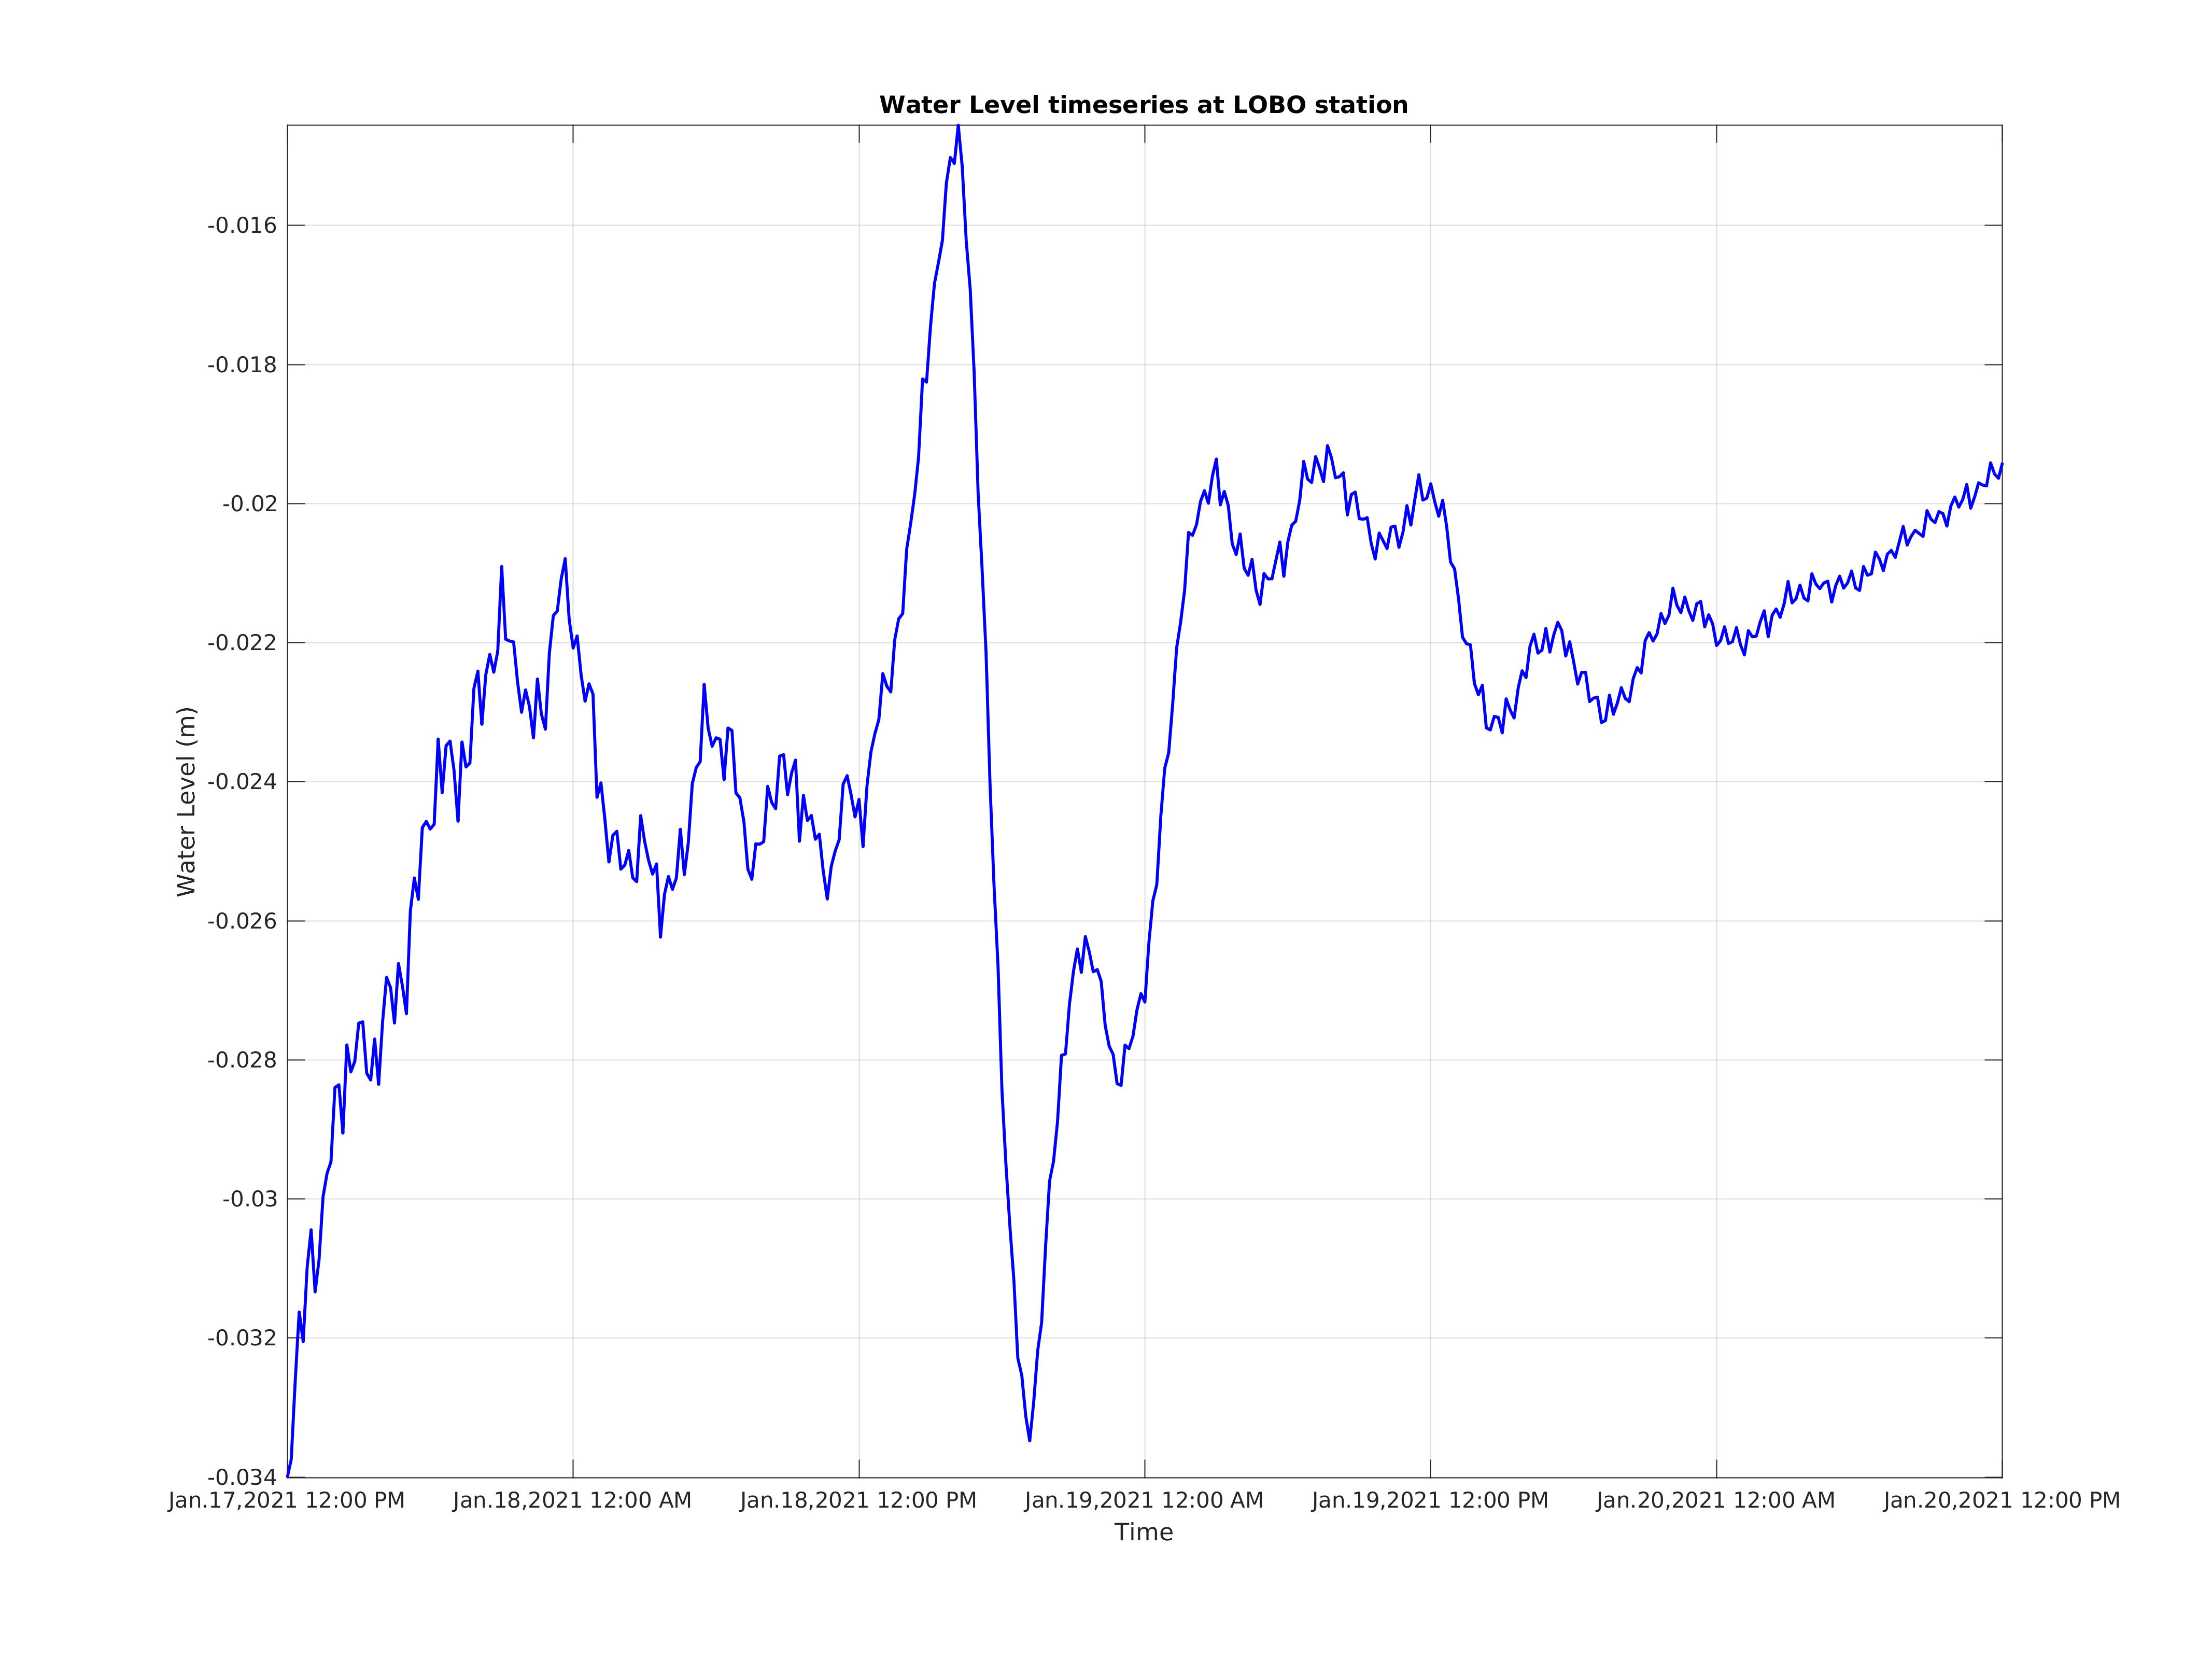 Water Level timeseries at LOBO station
-0.016
-0.018
-0.02
-0.022
-0.024
-0.026
-0.028
-0.03
-0.032
-0.034
Water Level (m)
Jan.17,2021 12:00 PM
Jan.18,2021 12:00 AM
Jan.18,2021 12:00 PM
Jan.19,2021 12:00 AM
Jan.19,2021 12:00 PM
Jan.20,2021 12:00 AM
Jan.20,2021 12:00 PM
Time